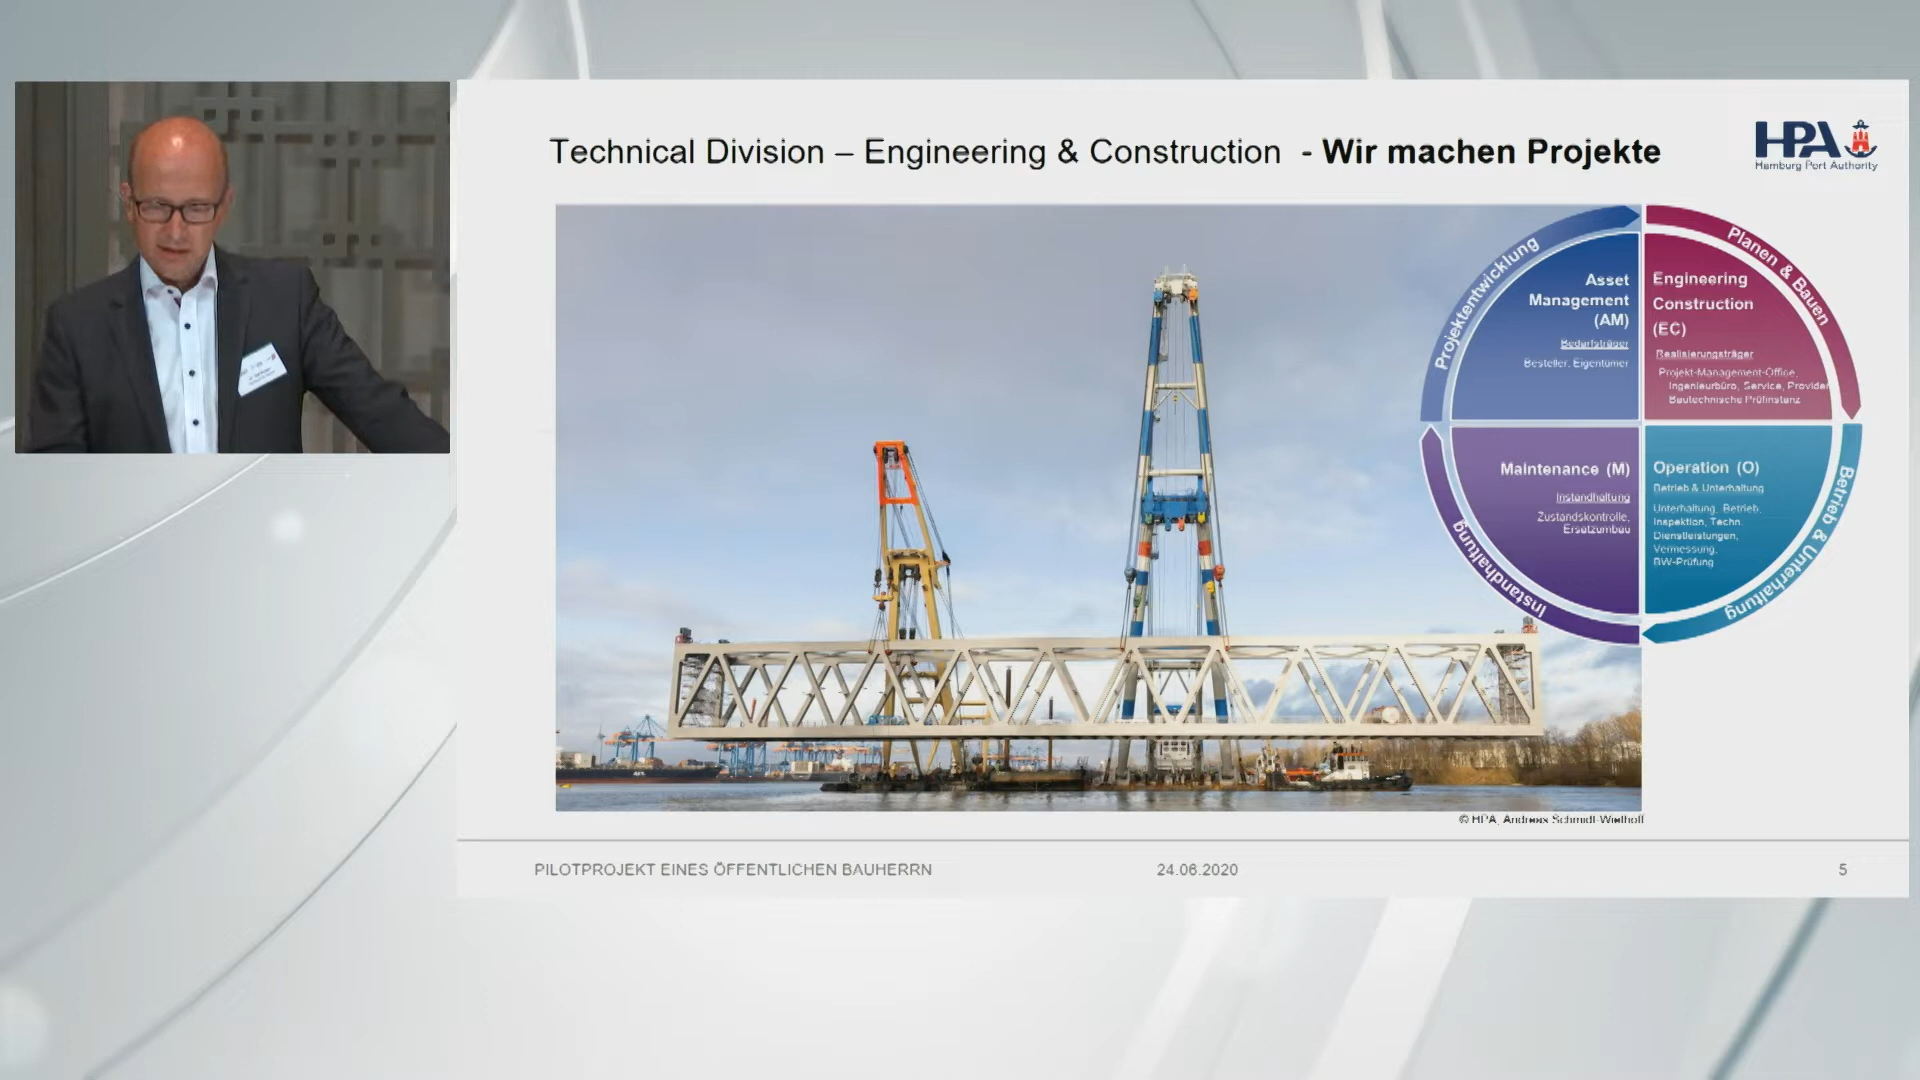 Technical Division – Engineering & Construction - Wir machen Projekte
HPA
Hamburg Port Authority
Projektentwicklung
Planen & Bauen
Asset
Management
(AM)
Bedarfsträger
Besteller, Eigentümer
Engineering
Construction
(EC)
Realisierungsträger
Projekt-Management-Office,
Ingenieurbüro, Service, Provider
Bautechnische Prüfinstanz
Maintenance (M)
Instandhaltung
Zustandskontrolle,
Ersatzumbau
Operation (O)
Betrieb & Unterhaltung
Unterhaltung, Betrieb,
Inspektion, Techn.
Dienstleistungen,
Vermessung,
BW-Prüfung
Instandhaltung
Betrieb & Unterhaltung
© HPA, Andreas Schmidt-Wiethoff
PILOTPROJEKT EINES ÖFFENTLICHEN BAUHERRN
24.06.2020
5